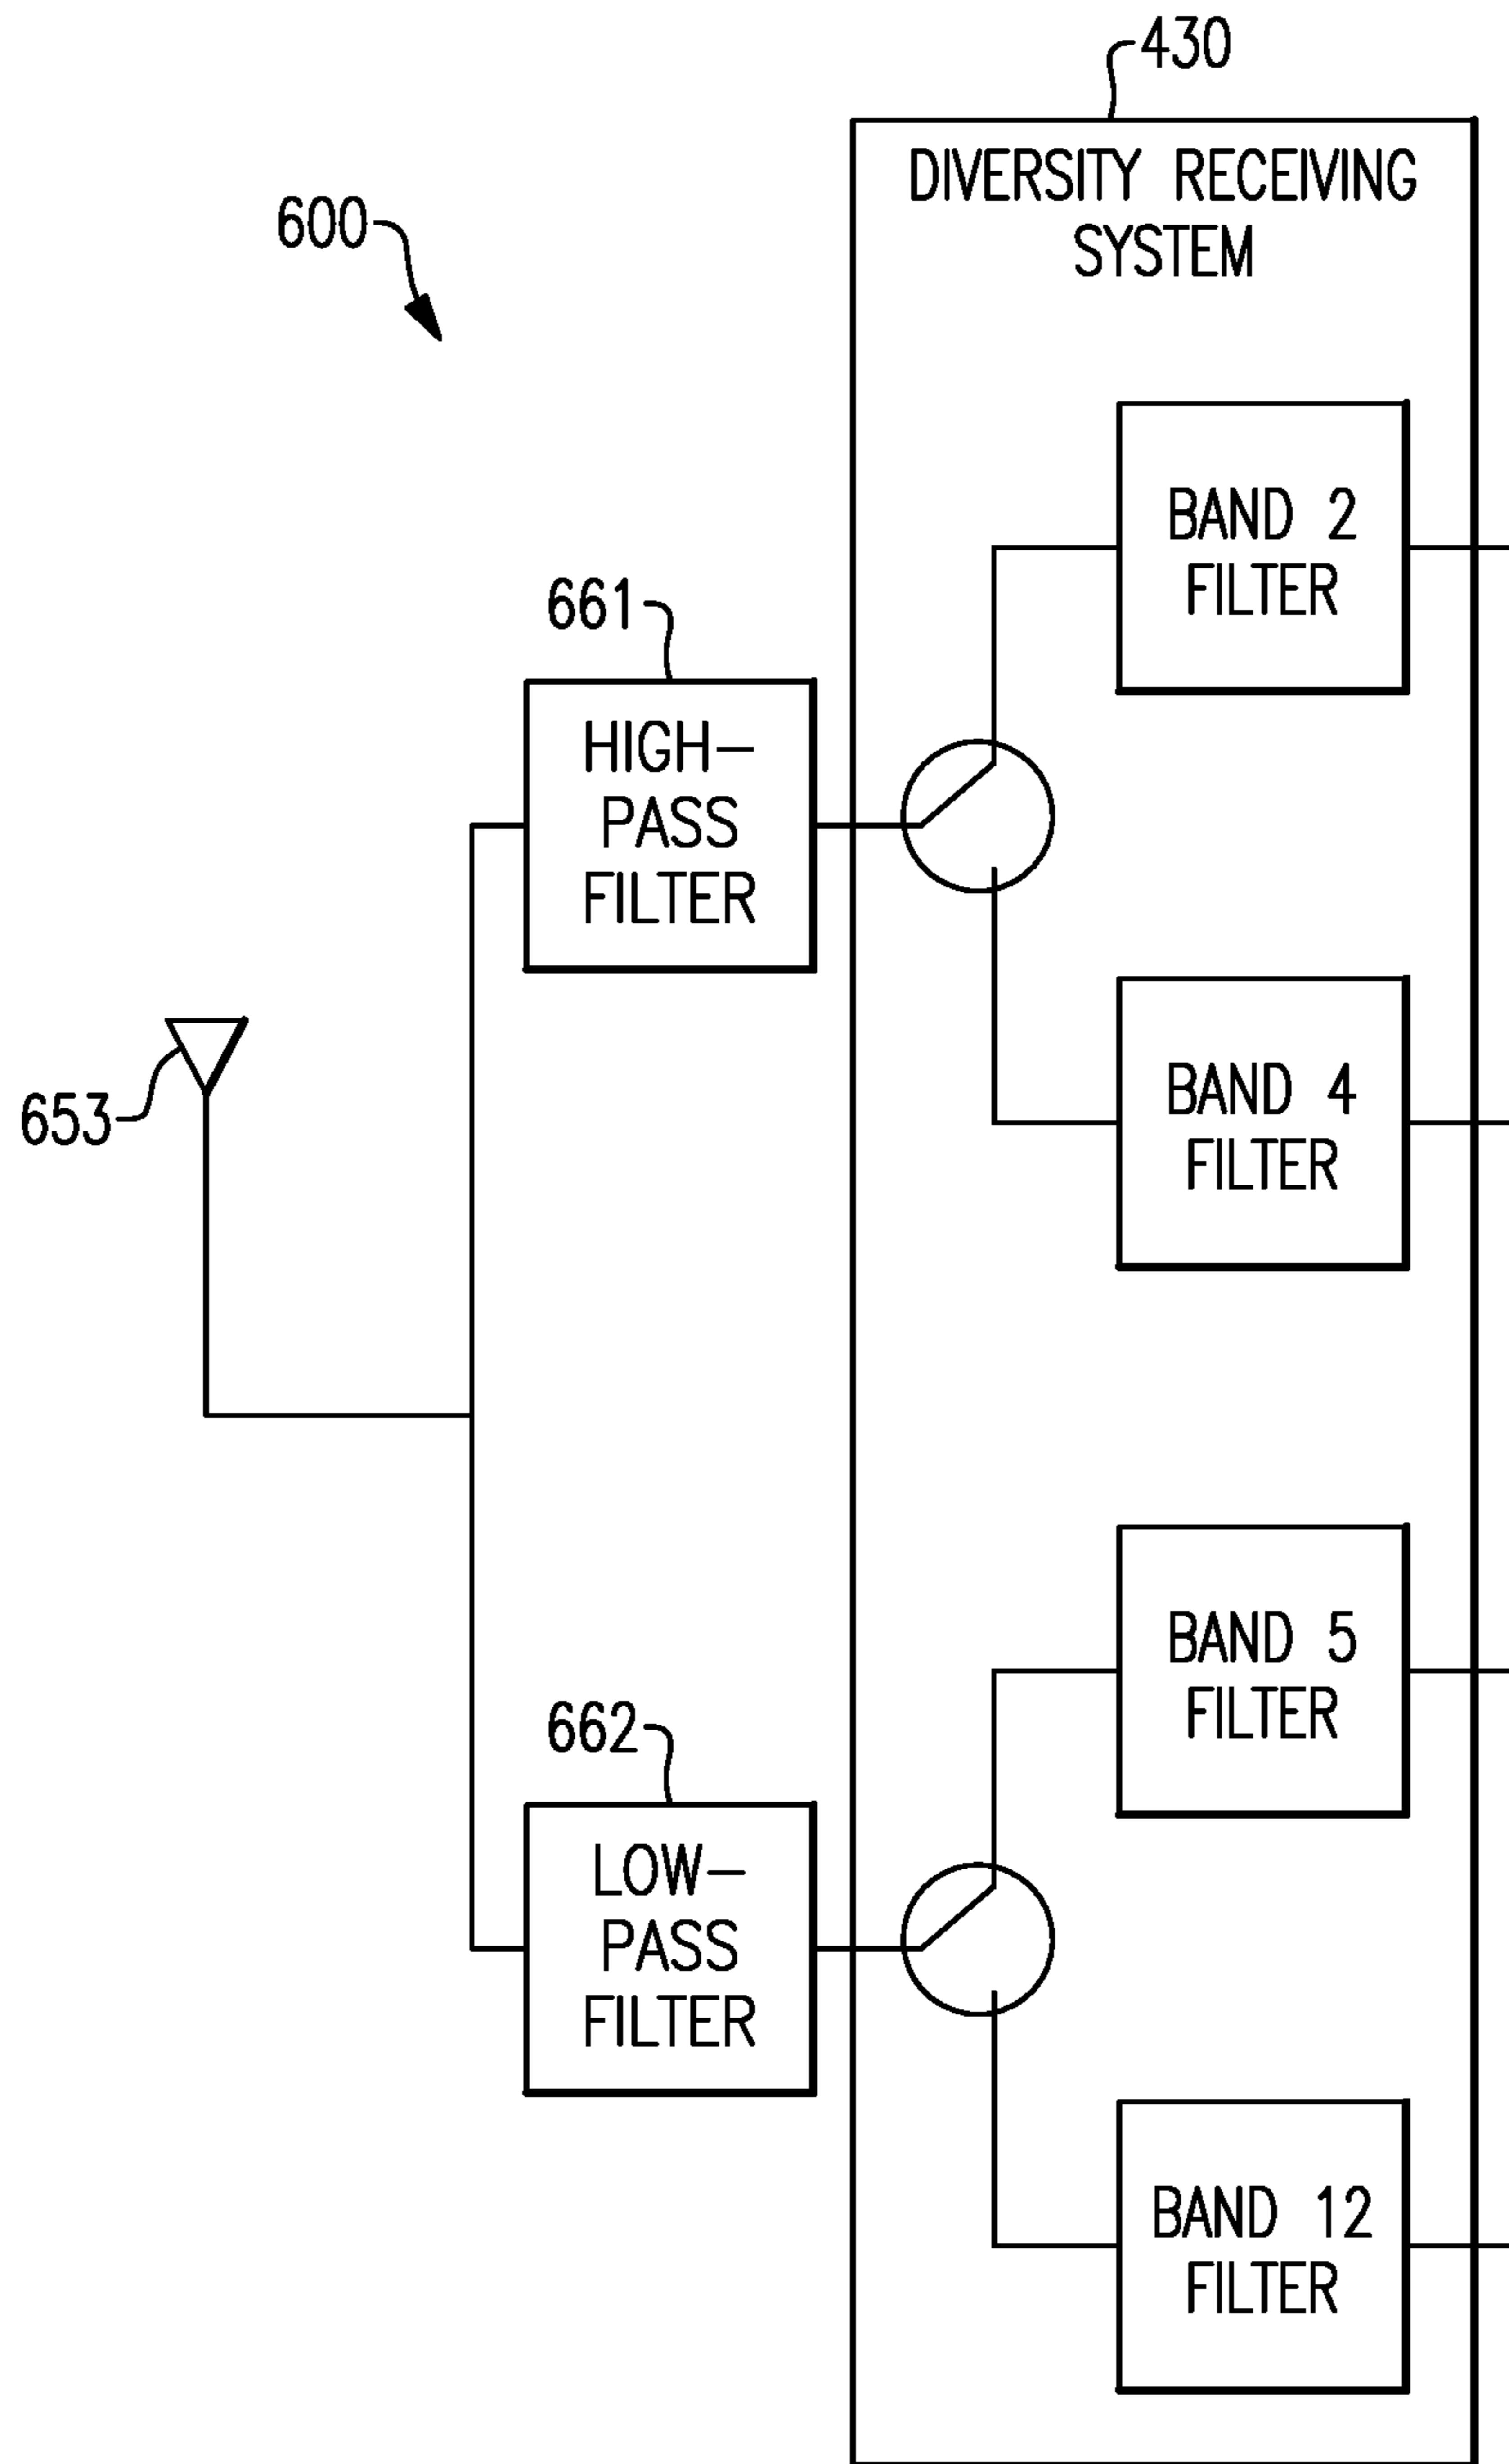 430
DIVERSITY RECEIVING
SYSTEM
600
BAND 2
FILTER
661
HIGH-
PASS
FILTER
653
BAND 4
FILTER
BAND 5
FILTER
662
LOW-
PASS
FILTER
BAND 12
FILTER